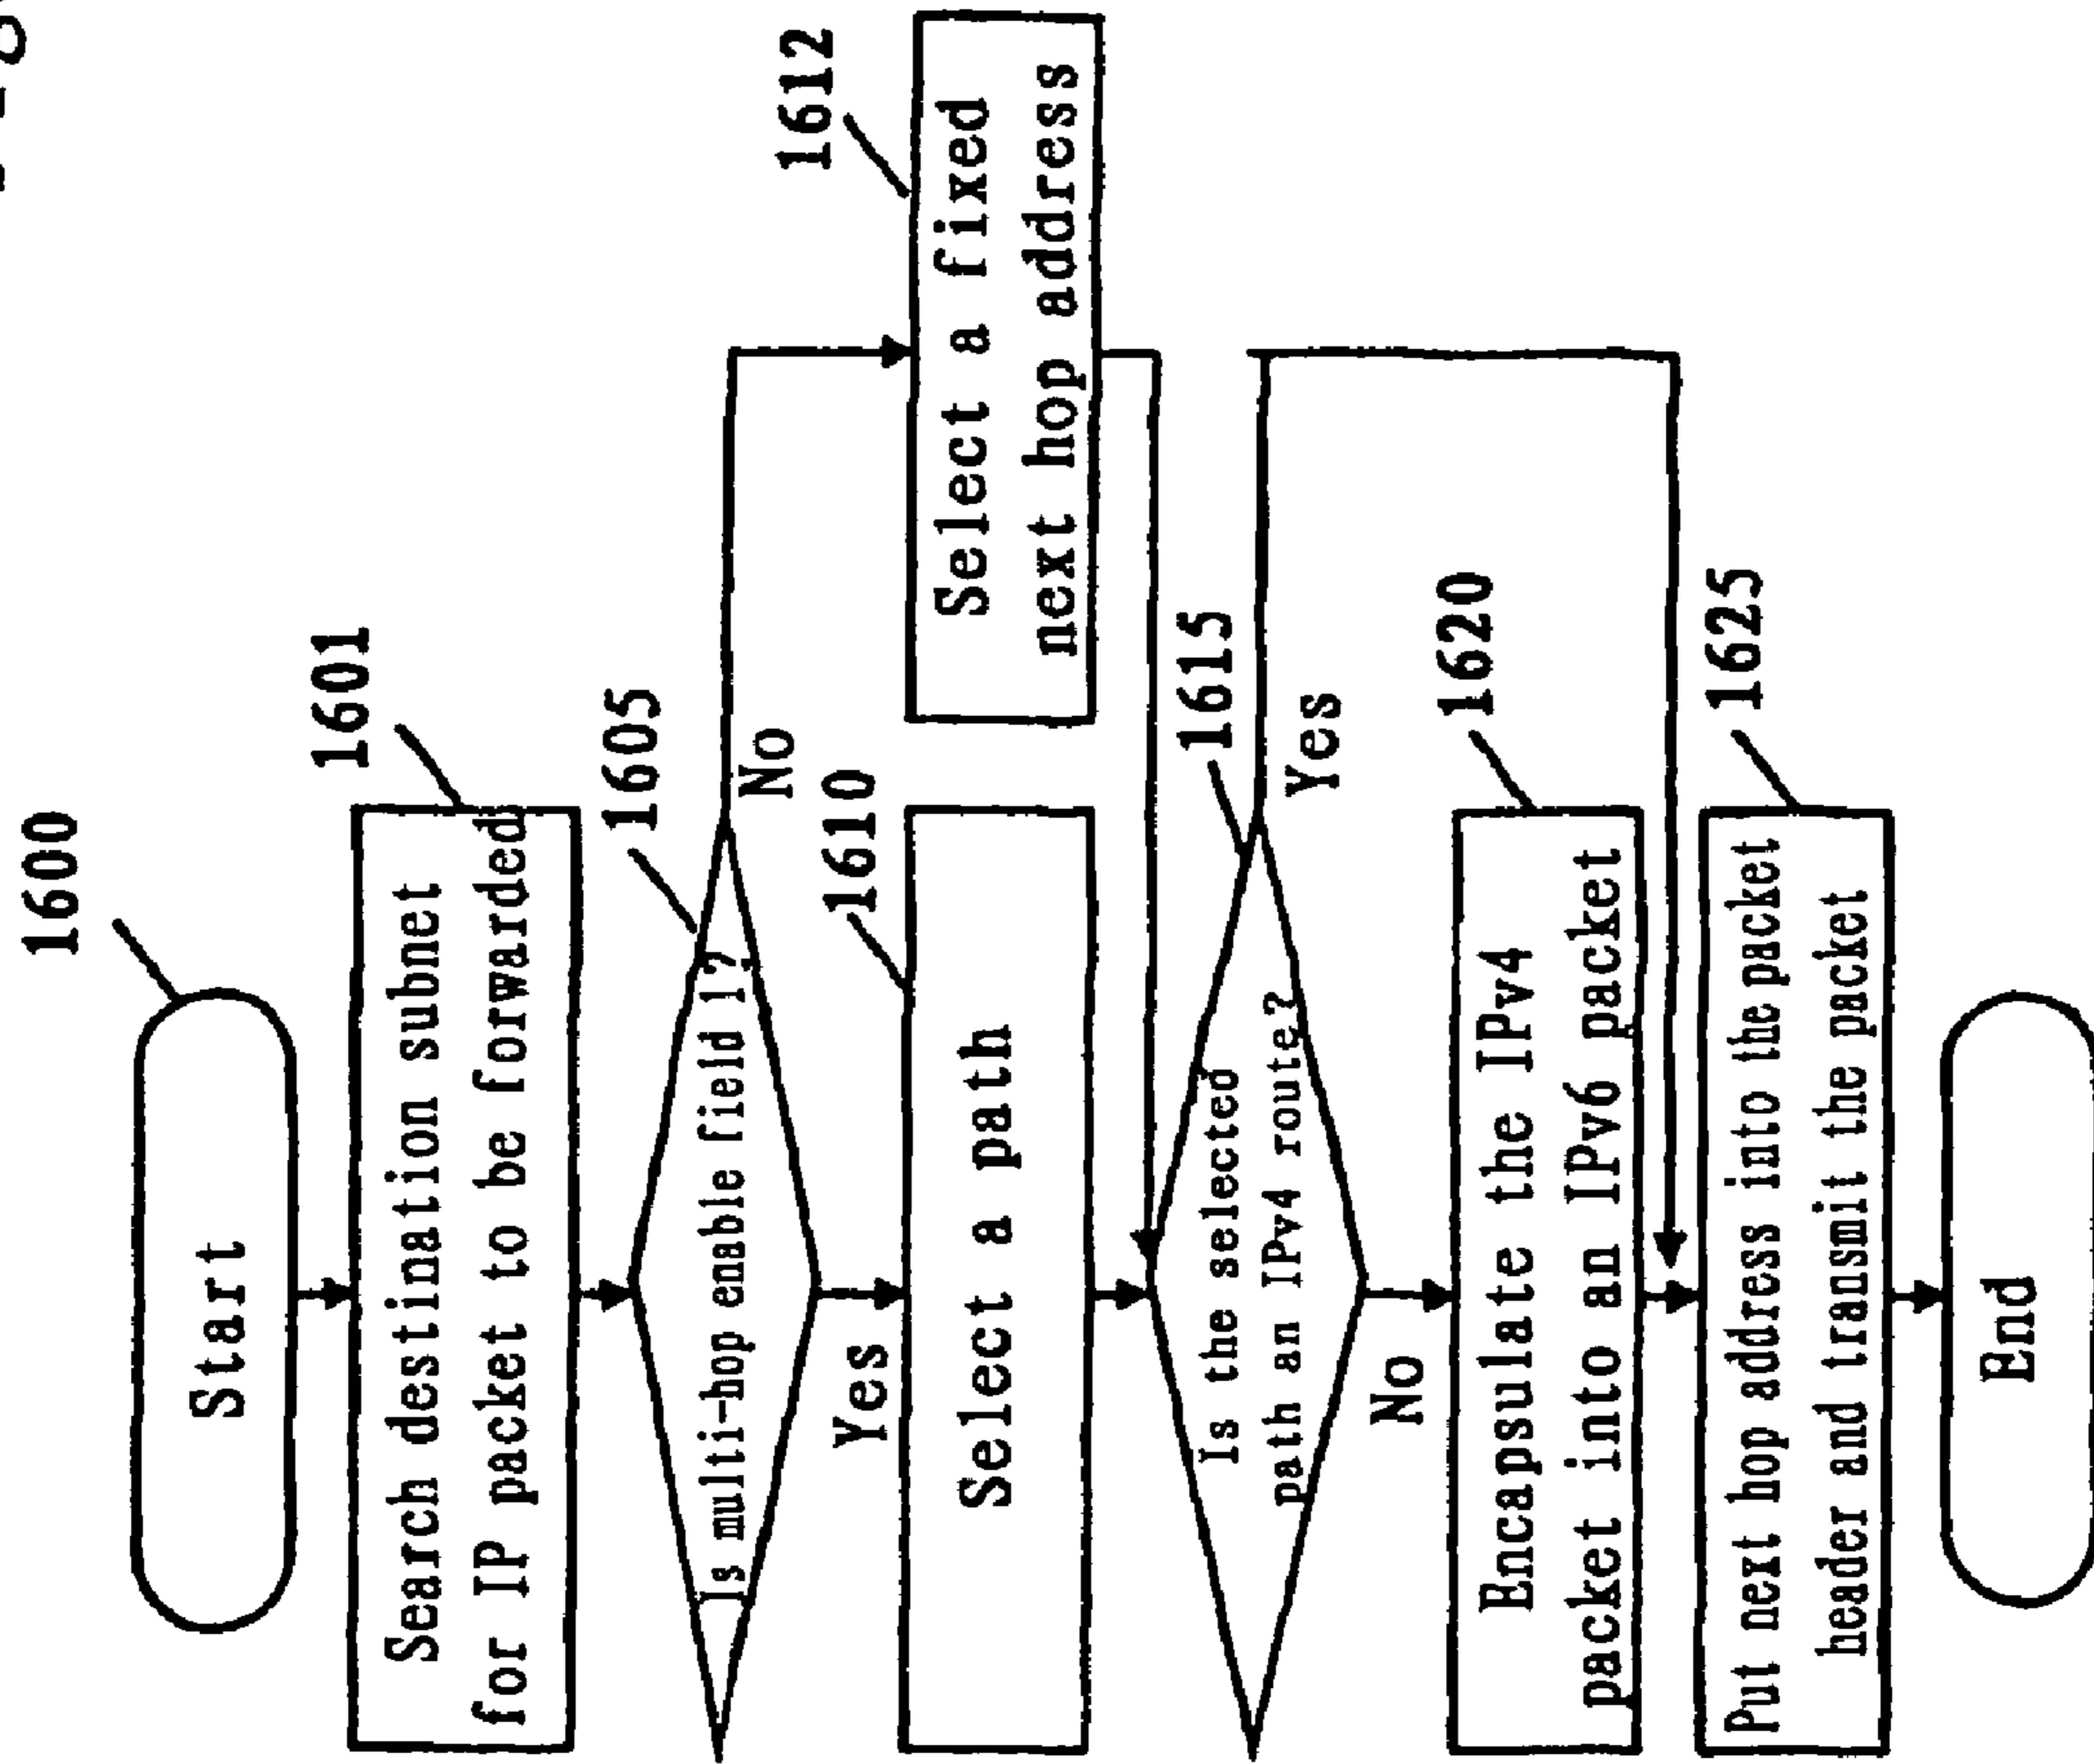 1600
Start
1601
Search destination subnet
for IP packet to be forwarded
1605
Is multi-hop enable field 1?
No
Yes
1610
Select a path
1612
Select a fixed
next hop address
1615
Is the selected
path an IPv4 route?
Yes
No
1620
Encapsulate the IPv4
packet into an IPv6 packet
1625
Put next hop address into the packet
header and transmit the packet
End